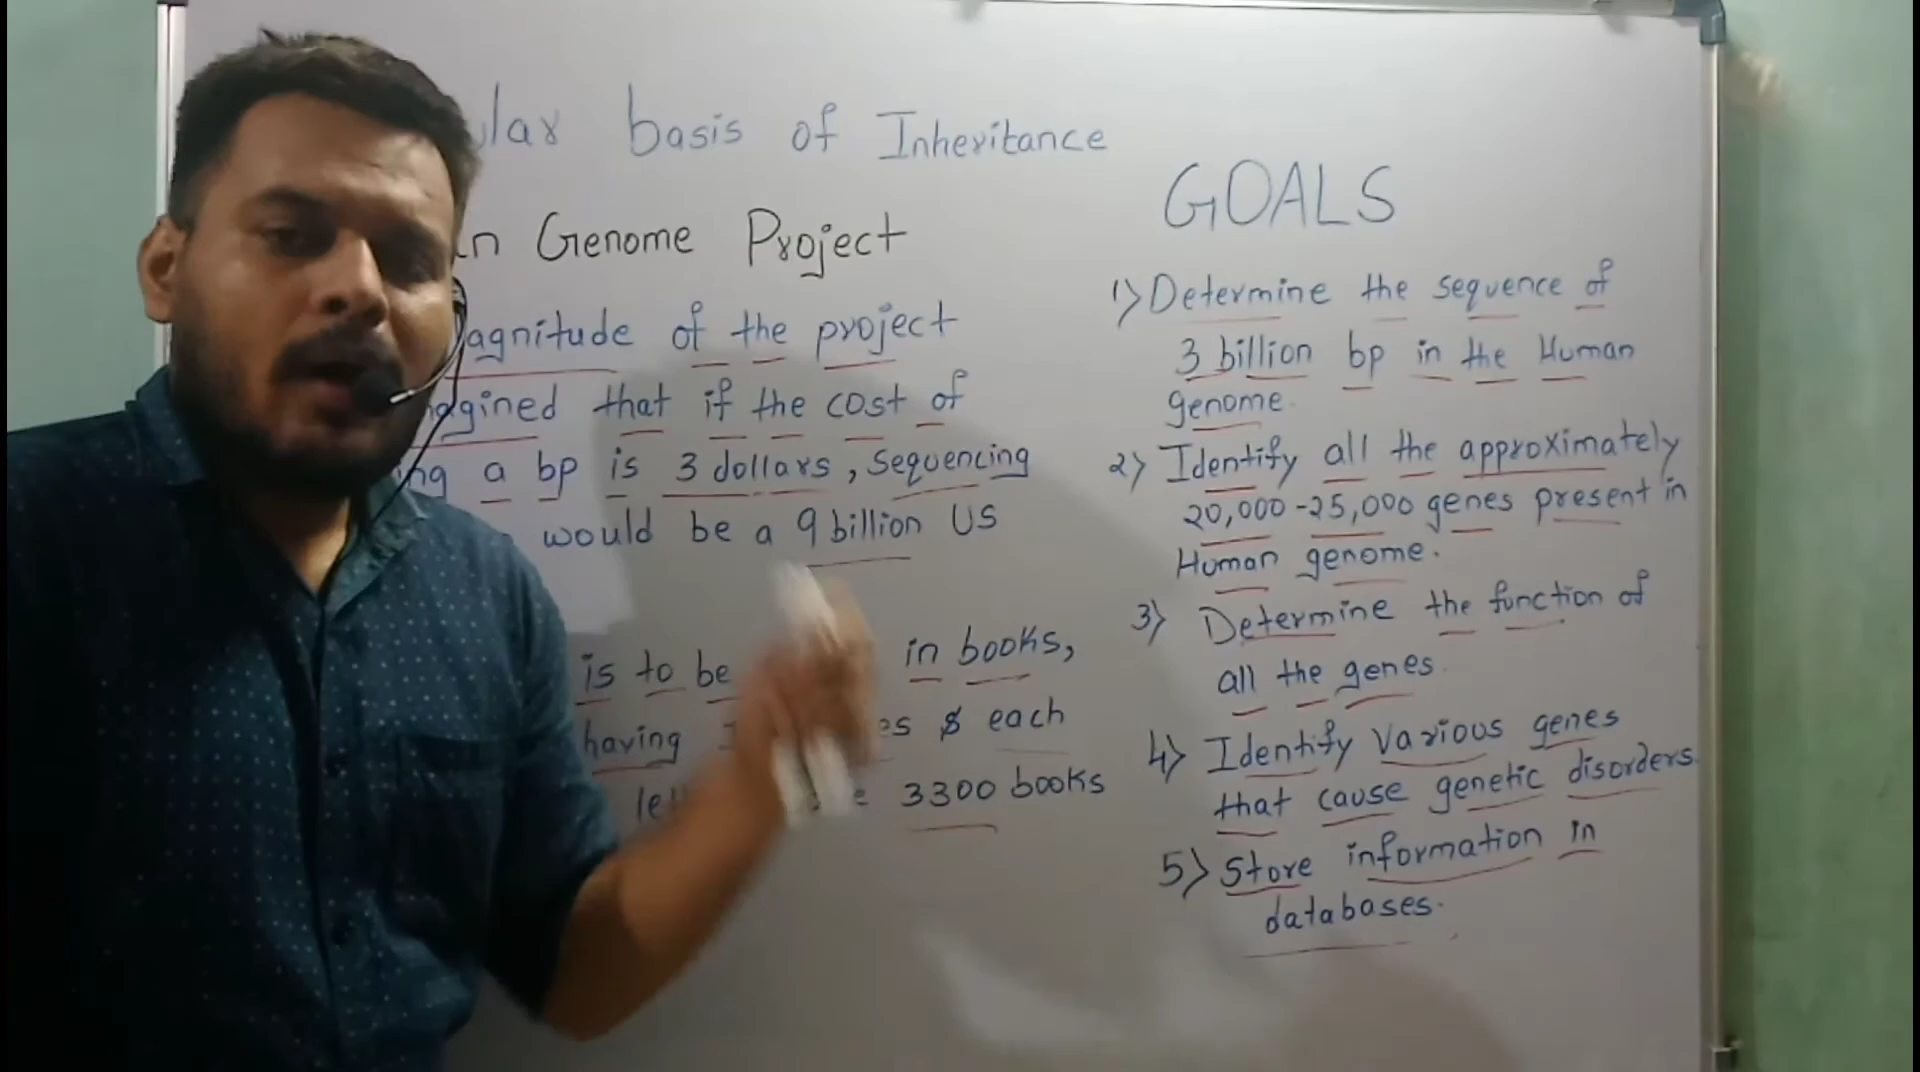 basis of Inheritance
Genome Project
of the project
that if the cost of
a bp is 3 dollars, sequencing
would be a 9 billion US
is to be in books,
having each
3300 books
GOALS
1) Determine the sequence of
3 billion bp in the Human
genome.
2) Identify all the approximately
20,000-25,000 genes present in
Human genome.
3) Determine the function of
all the genes.
4) Identify various genes
that cause genetic disorders.
5) Store information in
databases.